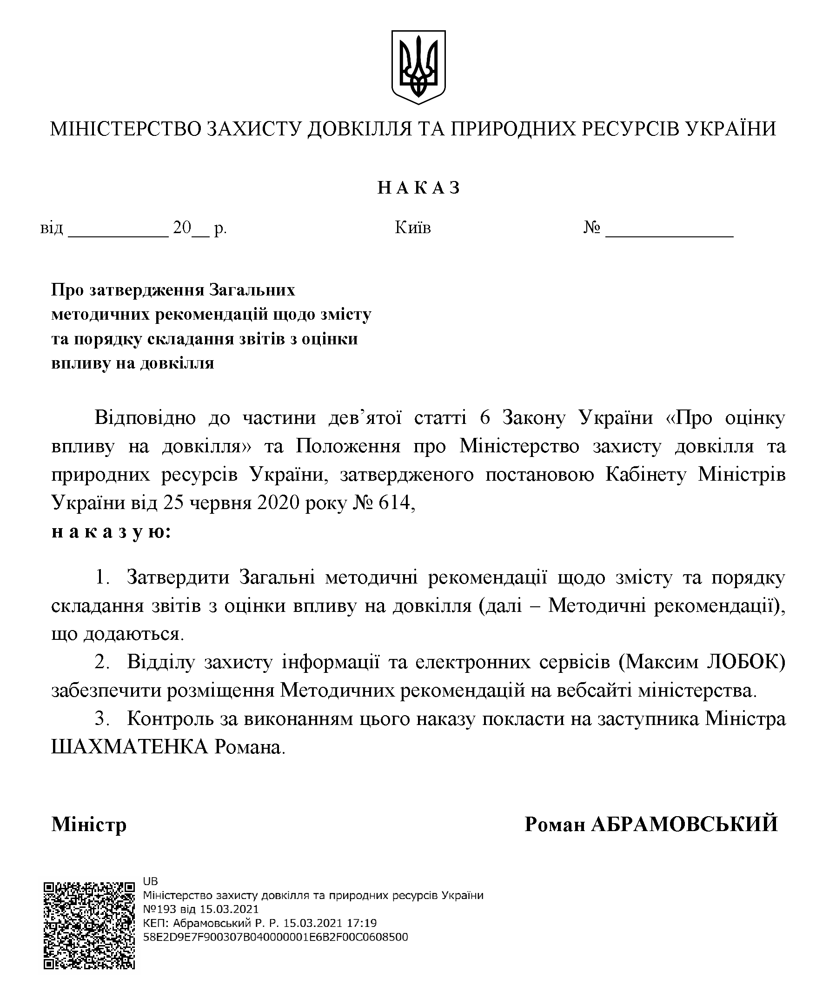 МІНІСТЕРСТВО ЗАХИСТУ ДОВКІЛЛЯ ТА ПРИРОДНИХ РЕСУРСІВ УКРАЇНИ
Н А К А З
від ___________ 20__ р. Київ № ______________
Про затвердження Загальних
методичних рекомендацій щодо змісту
та порядку складання звітів з оцінки
впливу на довкілля
Відповідно до частини дев’ятої статті 6 Закону України «Про оцінку
впливу на довкілля» та Положення про Міністерство захисту довкілля та
природних ресурсів України, затвердженого постановою Кабінету Міністрів
України від 25 червня 2020 року № 614,
н а к а з у ю:
1. Затвердити Загальні методичні рекомендації щодо змісту та порядку
складання звітів з оцінки впливу на довкілля (далі – Методичні рекомендації),
що додаються.
2. Відділу захисту інформації та електронних сервісів (Максим ЛОБОК)
забезпечити розміщення Методичних рекомендацій на вебсайті міністерства.
3. Контроль за виконанням цього наказу покласти на заступника Міністра
ШАХМАТЕНКА Романа.
Міністр Роман АБРАМОВСЬКИЙ
UB
Міністерство захисту довкілля та природних ресурсів України
№193 від 15.03.2021
КЕП: Абрамовський Р. Р. 15.03.2021 17:19
58E2D9E7F900307B040000001E6B2F00C0608500